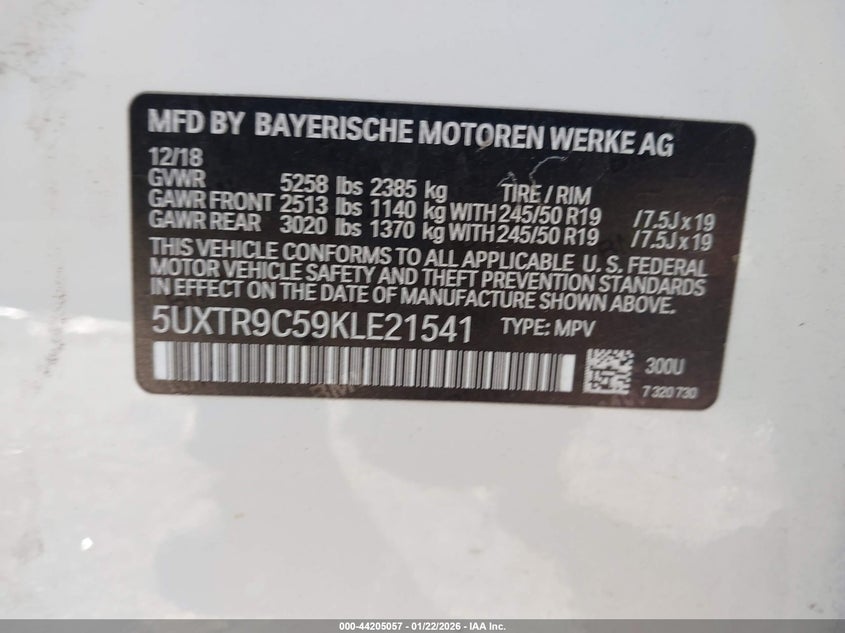 MFD BY BAYERISCHE MOTOREN WERKE AG
12/18
GVWR 5258 lbs 2385 kg TIRE / RIM
GAWR FRONT 2513 lbs 1140 kg WITH 245/50 R19 /7.5J x 19
GAWR REAR 3020 lbs 1370 kg WITH 245/50 R19 /7.5J x 19
THIS VEHICLE CONFORMS TO ALL APPLICABLE U. S. FEDERAL
MOTOR VEHICLE SAFETY AND THEFT PREVENTION STANDARDS
IN EFFECT ON THE DATE OF MANUFACTURE SHOWN ABOVE.
5UXTR9C59KLE21541 TYPE: MPV
300U
7 320 730
000-44205057 - 01/22/2026 - IAA Inc.